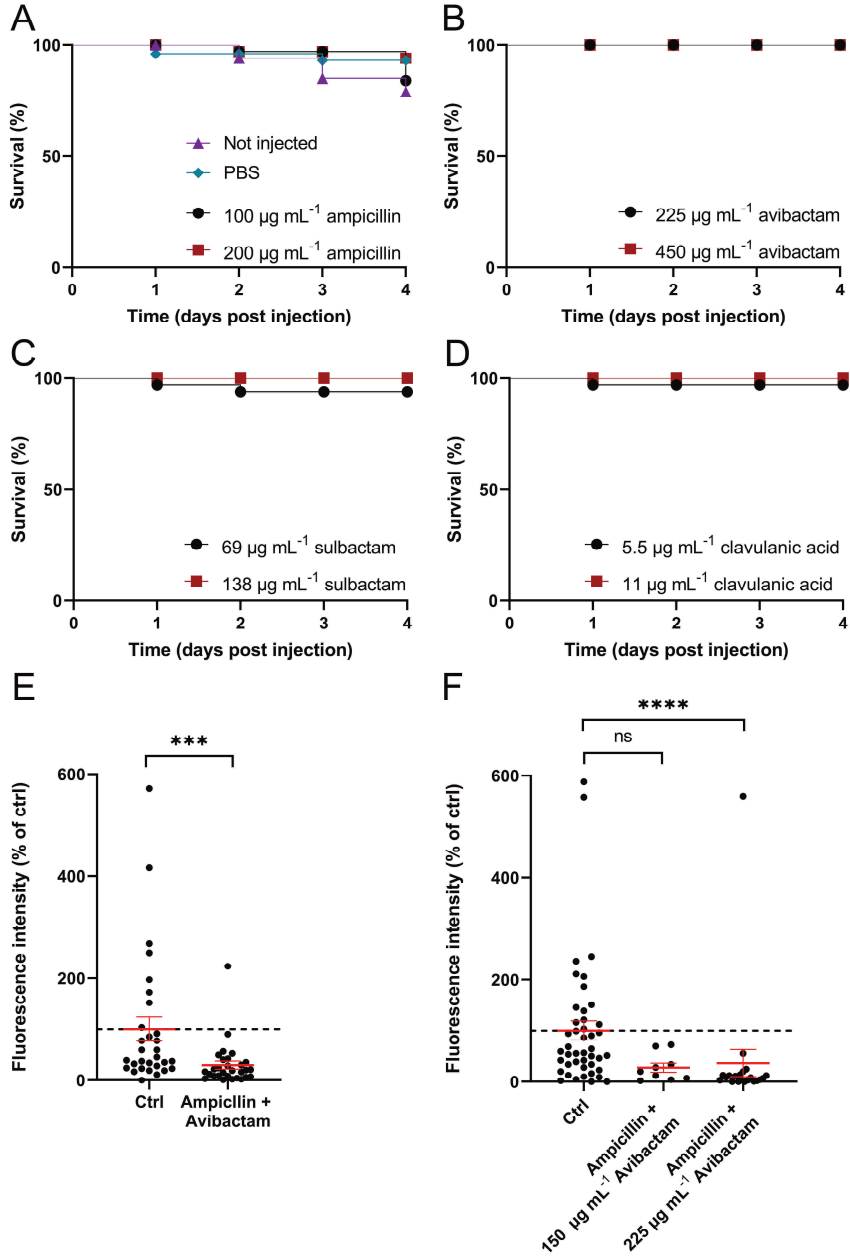 A
100
50
0
Survival (%)
Not injected
PBS
100 µg mL⁻¹ ampicillin
200 µg mL⁻¹ ampicillin
0 1 2 3 4
Time (days post injection)
B
100
50
0
Survival (%)
225 µg mL⁻¹ avibactam
450 µg mL⁻¹ avibactam
0 1 2 3 4
Time (days post injection)
C
100
50
0
Survival (%)
69 µg mL⁻¹ sulbactam
138 µg mL⁻¹ sulbactam
0 1 2 3 4
Time (days post injection)
D
100
50
0
Survival (%)
5.5 µg mL⁻¹ clavulanic acid
11 µg mL⁻¹ clavulanic acid
0 1 2 3 4
Time (days post injection)
E
***
600
400
200
0
Fluorescence intensity (% of ctrl)
Ctrl
Ampicllin +
Avibactam
F
****
ns
600
400
200
0
Fluorescence intensity (% of ctrl)
Ctrl
Ampicillin +
150 µg mL⁻¹ Avibactam
Ampicillin +
225 µg mL⁻¹ Avibactam